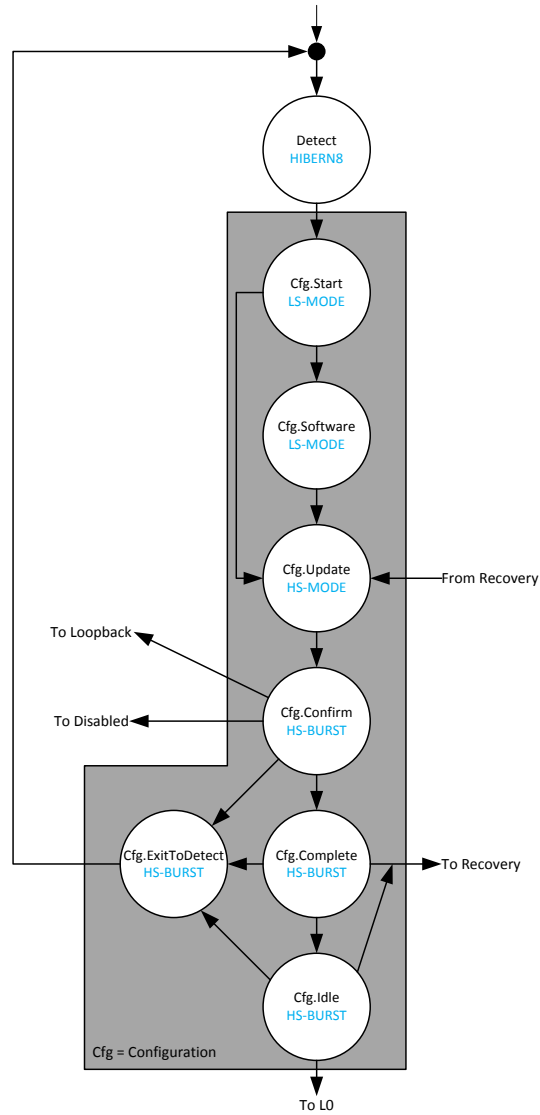 Detect
HIBERN8
Cfg.Start
LS-MODE
Cfg.Software
LS-MODE
Cfg.Update
HS-MODE
From Recovery
To Loopback
To Disabled
Cfg.Confirm
HS-BURST
Cfg.ExitToDetect
HS-BURST
Cfg.Complete
HS-BURST
To Recovery
Cfg.Idle
HS-BURST
Cfg = Configuration
To L0